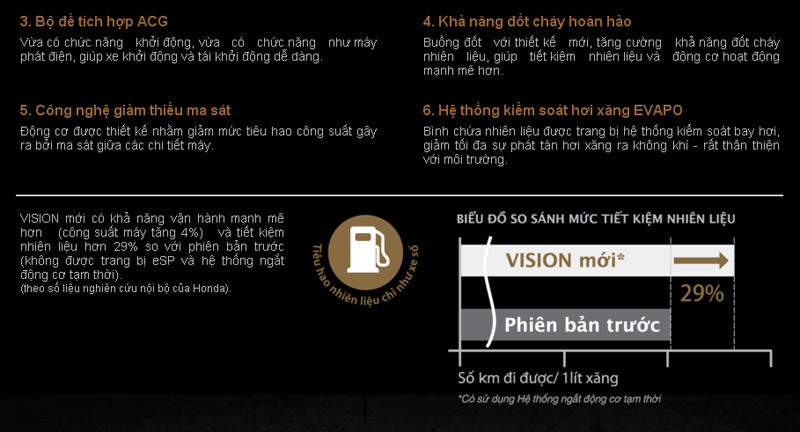 3. Bộ đề tích hợp ACG
Vừa có chức năng khởi động, vừa có chức năng như máy
phát điện, giúp xe khởi động và tái khởi động dễ dàng.
4. Khả năng đốt cháy hoàn hảo
Buồng đốt với thiết kế mới, tăng cường khả năng đốt cháy
nhiên liệu, giúp tiết kiệm nhiên liệu và động cơ hoạt động
mạnh mẽ hơn.
5. Công nghệ giảm thiểu ma sát
Động cơ được thiết kế nhằm giảm mức tiêu hao công suất gây
ra bởi ma sát giữa các chi tiết máy.
6. Hệ thống kiểm soát hơi xăng EVAPO
Bình chứa nhiên liệu được trang bị hệ thống kiểm soát bay hơi,
giảm tối đa sự phát tán hơi xăng ra không khí - rất thân thiện
với môi trường.
VISION mới có khả năng vận hành mạnh mẽ
hơn (công suất máy tăng 4%) và tiết kiệm
nhiên liệu hơn 29% so với phiên bản trước
(không được trang bị eSP và hệ thống ngắt
động cơ tạm thời).
(theo số liệu nghiên cứu nội bộ của Honda).
Tiêu hao nhiên liệu chỉ như xe số
BIỂU ĐỒ SO SÁNH MỨC TIẾT KIỆM NHIÊN LIỆU
VISION mới*
29%
Phiên bản trước
Số km đi được/ 1lít xăng
*Có sử dụng Hệ thống ngắt động cơ tạm thời